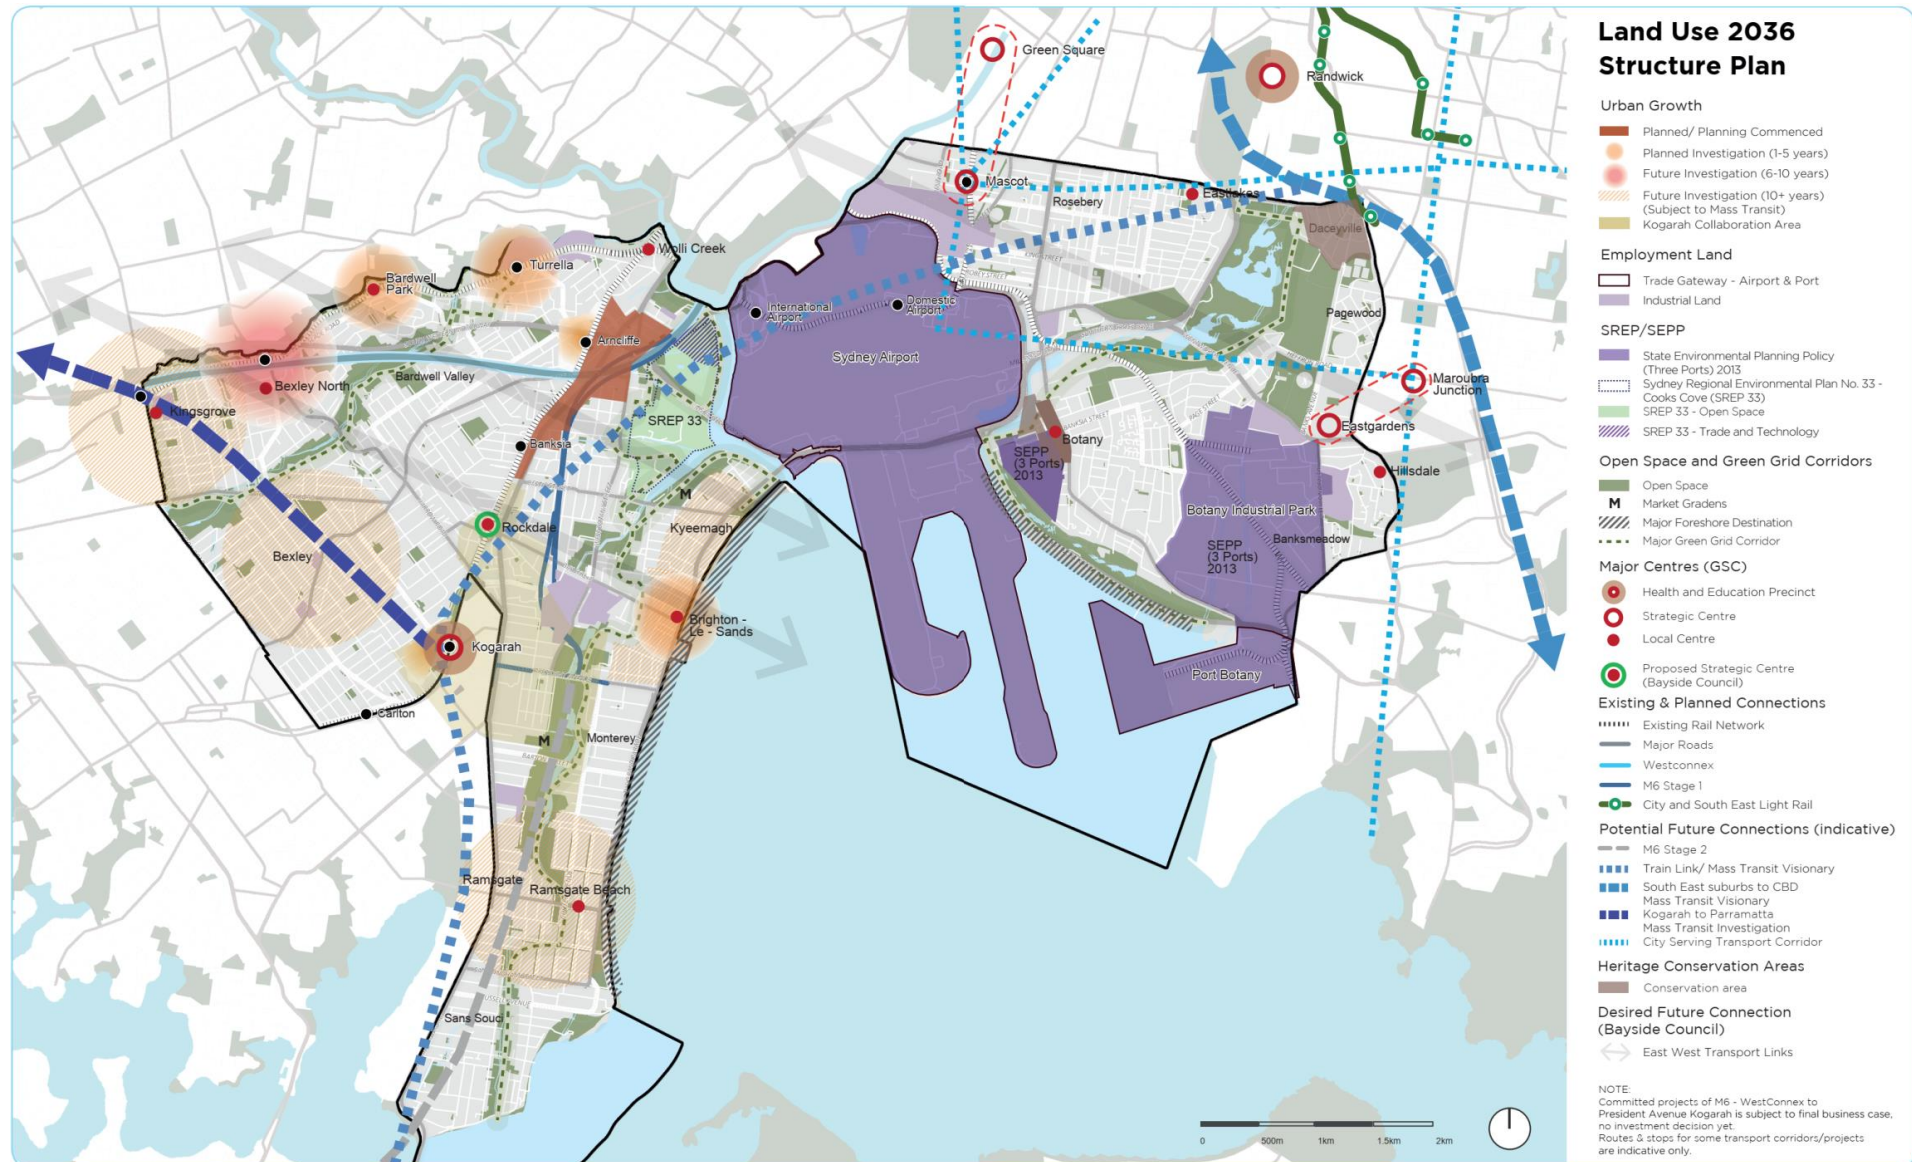 Land Use 2036
Structure Plan
Urban Growth
Planned/ Planning Commenced
Planned Investigation (1-5 years)
Future Investigation (6-10 years)
Future Investigation (10+ years)
(Subject to Mass Transit)
Kogarah Collaboration Area
Employment Land
Trade Gateway - Airport & Port
Industrial Land
SREP/SEPP
State Environmental Planning Policy
(Three Ports) 2013
Sydney Regional Environmental Plan No. 33 -
Cooks Cove (SREP 33)
SREP 33 - Open Space
SREP 33 - Trade and Technology
Open Space and Green Grid Corridors
Open Space
M Market Gradens
Major Foreshore Destination
Major Green Grid Corridor
Major Centres (GSC)
Health and Education Precinct
Strategic Centre
Local Centre
Proposed Strategic Centre
(Bayside Council)
Existing & Planned Connections
Existing Rail Network
Major Roads
Westconnex
M6 Stage 1
City and South East Light Rail
Potential Future Connections (indicative)
M6 Stage 2
Train Link/ Mass Transit Visionary
South East suburbs to CBD
Mass Transit Visionary
Kogarah to Parramatta
Mass Transit Investigation
City Serving Transport Corridor
Heritage Conservation Areas
Conservation area
Desired Future Connection
(Bayside Council)
East West Transport Links
NOTE:
Committed projects of M6 - WestConnex to
President Avenue Kogarah is subject to final business case,
no investment decision yet.
Routes & stops for some transport corridors/projects
are indicative only.
Green Square
Randwick
Mascot
Rosebery
Eastlakes
Daceyville
Wolli Creek
Turrella
Bardwell
Park
International
Airport
Domestic
Airport
Pagewood
Arncliffe
Sydney Airport
Bardwell Valley
Bexley North
Maroubra
Junction
Kingsgrove
SREP 33
Eastgardens
BANKSIA STREET
PAGE STREET
Botany
Banksia
SEPP
(3 Ports)
2013
Hillsdale
M
Rockdale
Kyeemagh
Botany Industrial Park
Banksmeadow
Bexley
SEPP
(3 Ports)
2013
Brighton -
Le - Sands
Kogarah
Port Botany
Carlton
M
Monterey
Ramsgate
Ramsgate Beach
Sans Souci
0
500m
1km
1.5km
2km